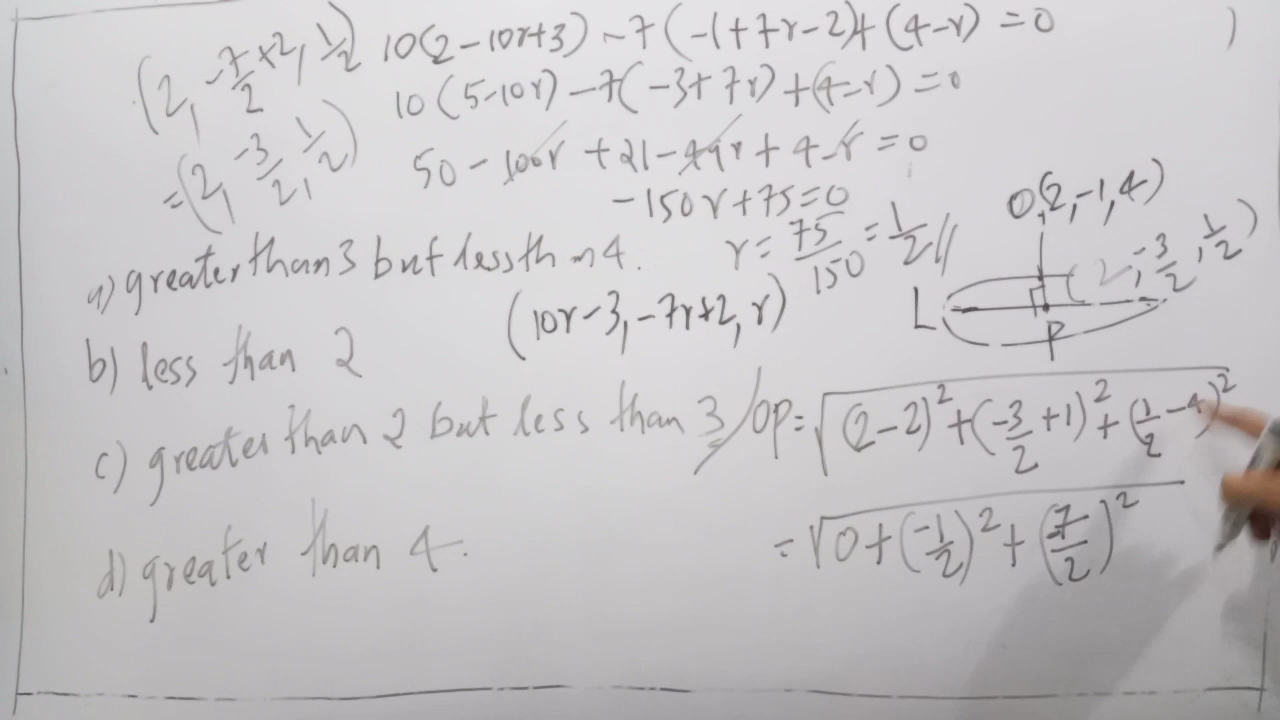 (2, -7/2 +2, 1/2) 10(2-10r+3) -7(-1+7r-2)+(4-r) = 0
=(2, -3/2, 1/2) 10(5-10r) -7(-3+7r)+(4-r) = 0
50 - 100r + 21 - 49r + 4 - r = 0
-150r+75=0
r = 75/150 = 1/2 //
a) greater than 3 but less than 4.
(10r-3, -7r+2, r)
O(2,-1,4)
(2, -3/2, 1/2)
L
P
b) less than 2
c) greater than 2 but less than 3
OP = √(2-2)²+(-3/2+1)²+(1/2-4)²
d) greater than 4.
= √0+(-1/2)²+(7/2)²